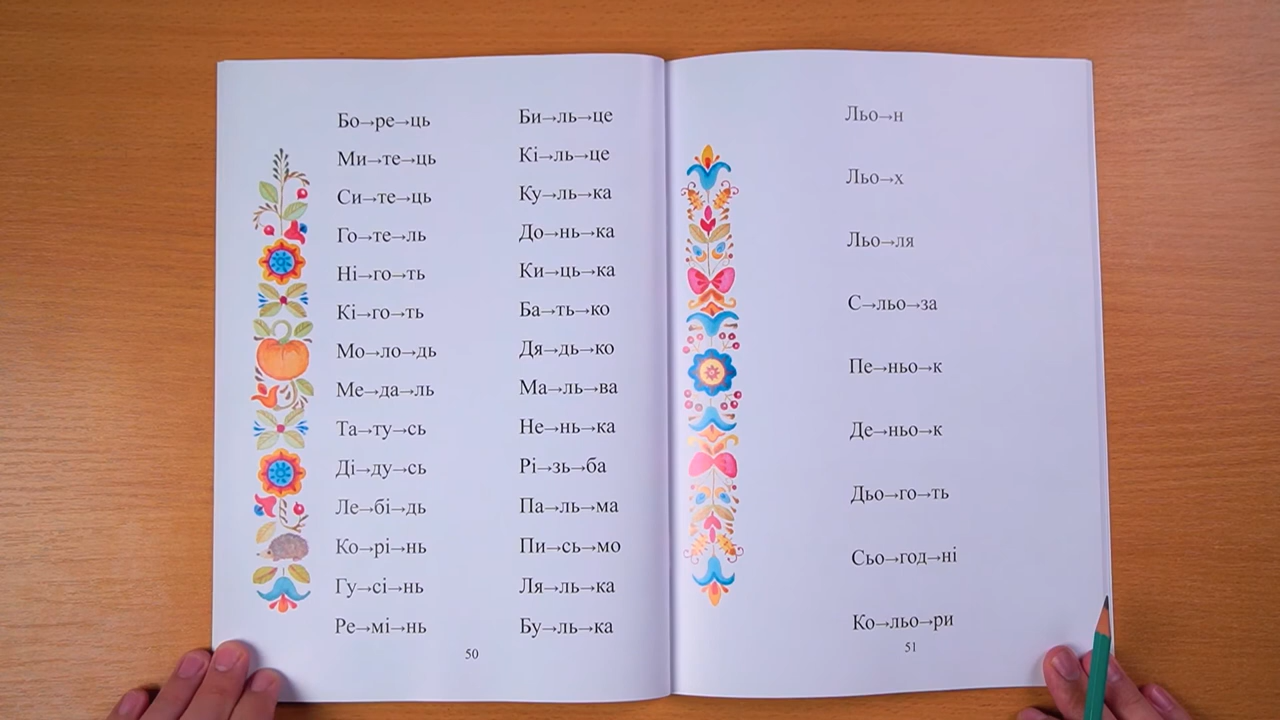 Бо→ре→ць
Ми→те→ць
Си→те→ць
Го→те→ль
Ні→го→ть
Кі→го→ть
Мо→ло→дь
Ме→да→ль
Та→ту→сь
Ді→ду→сь
Ле→бі→дь
Ко→рі→нь
Гу→сі→нь
Ре→мі→нь
Би→ль→це
Кі→ль→це
Ку→ль→ка
До→нь→ка
Ки→ць→ка
Ба→ть→ко
Дя→дь→ко
Ма→ль→ва
Не→нь→ка
Рі→зь→ба
Па→ль→ма
Пи→сь→мо
Ля→ль→ка
Бу→ль→ка
50
Льо→н
Льо→х
Льо→ля
С→льо→за
Пе→ньо→к
Де→ньо→к
Дьо→го→ть
Сьо→год→ні
Ко→льо→ри
51